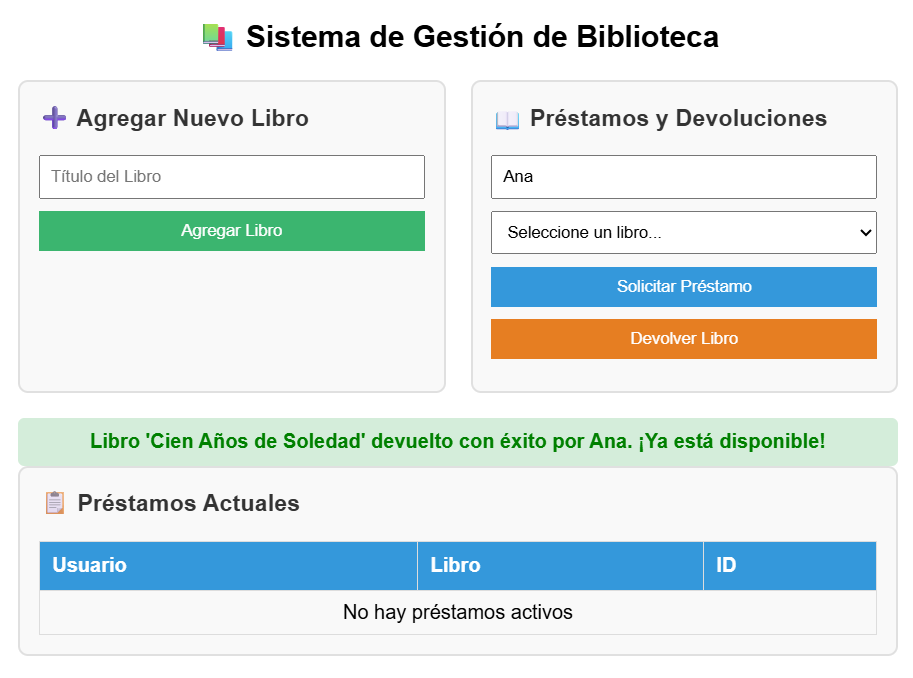 Sistema de Gestión de Biblioteca
Agregar Nuevo Libro
Título del Libro
Agregar Libro
Préstamos y Devoluciones
Ana
Seleccione un libro...
Solicitar Préstamo
Devolver Libro
Libro 'Cien Años de Soledad' devuelto con éxito por Ana. ¡Ya está disponible!
Préstamos Actuales
Usuario Libro ID
No hay préstamos activos